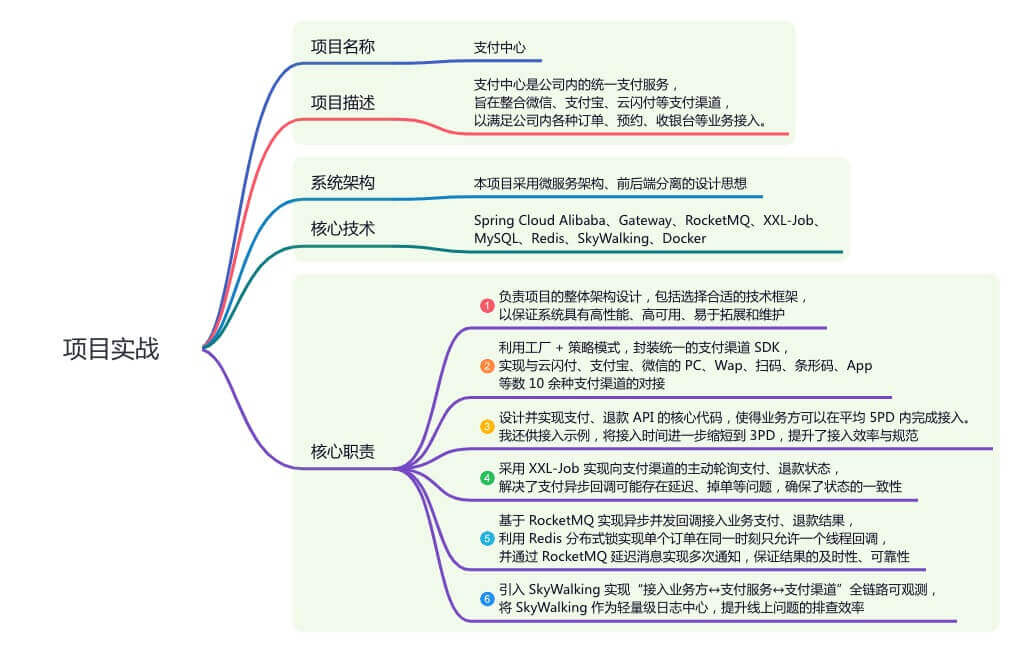 项目实战
项目名称
支付中心
项目描述
支付中心是公司内的统一支付服务，
旨在整合微信、支付宝、云闪付等支付渠道，
以满足公司内各种订单、预约、收银台等业务接入。
系统架构
本项目采用微服务架构、前后端分离的设计思想
核心技术
Spring Cloud Alibaba、Gateway、RocketMQ、XXL-Job、
MySQL、Redis、SkyWalking、Docker
核心职责
1 负责项目的整体架构设计，包括选择合适的技术框架，
以保证系统具有高性能、高可用、易于拓展和维护
2 利用工厂 + 策略模式，封装统一的支付渠道 SDK，
实现与云闪付、支付宝、微信的 PC、Wap、扫码、条形码、App
等数 10 余种支付渠道的对接
3 设计并实现支付、退款 API 的核心代码，使得业务方可以在平均 5PD 内完成接入。
我还供接入示例，将接入时间进一步缩短到 3PD，提升了接入效率与规范
4 采用 XXL-Job 实现向支付渠道的主动轮询支付、退款状态，
解决了支付异步回调可能存在延迟、掉单等问题，确保了状态的一致性
5 基于 RocketMQ 实现异步并发回调接入业务支付、退款结果，
利用 Redis 分布式锁实现单个订单在同一时刻只允许一个线程回调，
并通过 RocketMQ 延迟消息实现多次通知，保证结果的及时性、可靠性
6 引入 SkyWalking 实现“接入业务方↔支付服务↔支付渠道”全链路可观测，
将 SkyWalking 作为轻量级日志中心，提升线上问题的排查效率